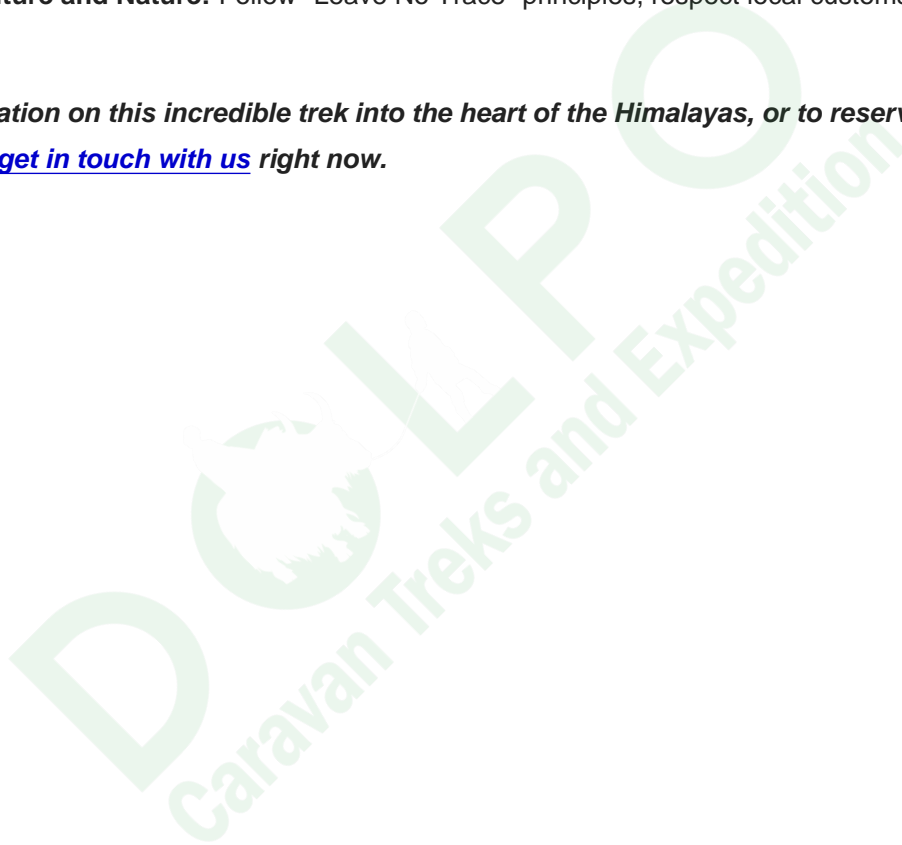 ture and Nature: Follow "Leave No Trace" principles, respect local customs
ation on this incredible trek into the heart of the Himalayas, or to reserv
get in touch with us right now.
DOLPO
Caravan Treks and Expedition